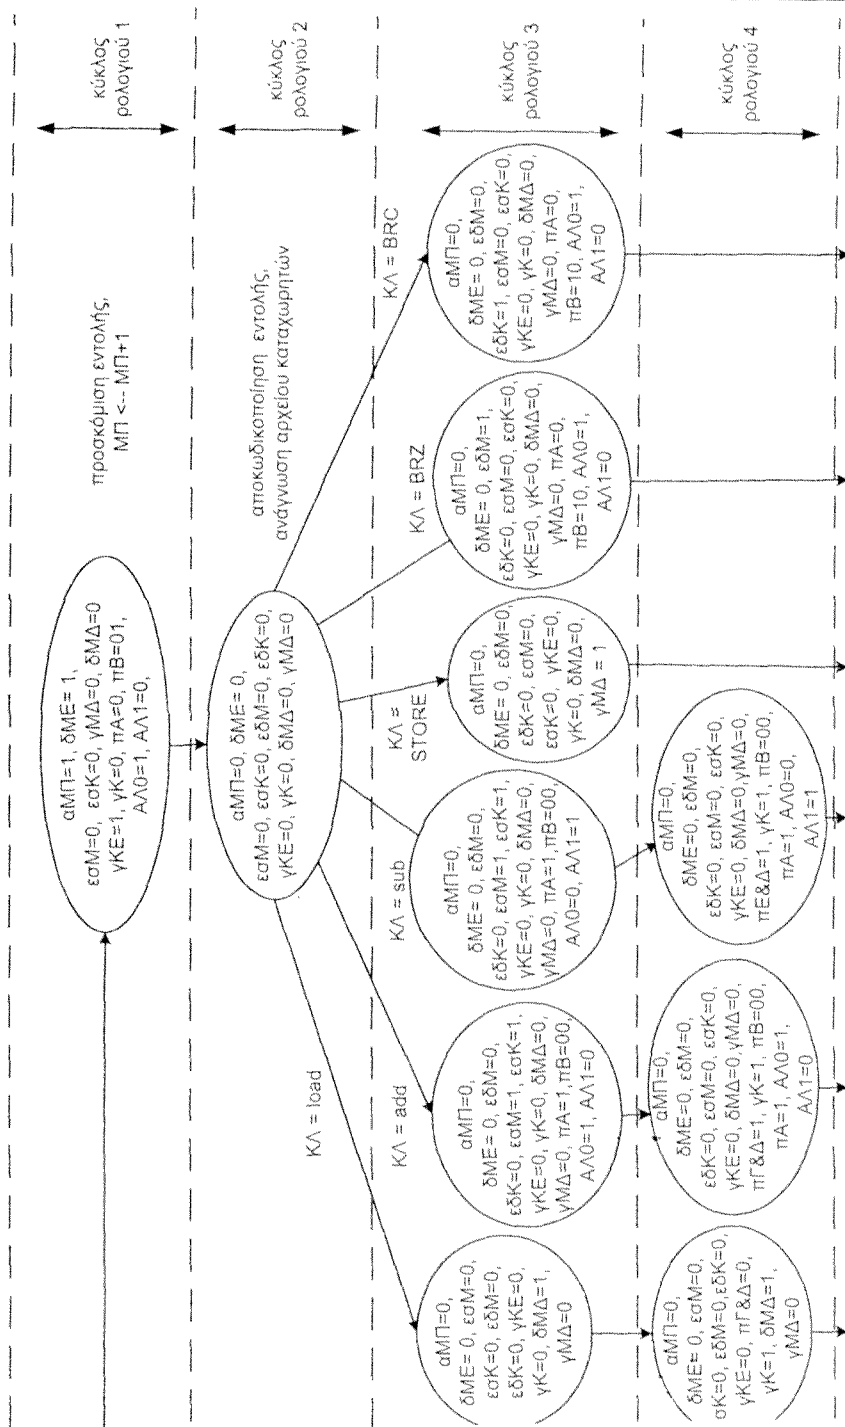 κύκλος
ρολογιού 1
προσκόμιση εντολής,
ΜΠ <-- ΜΠ+1
αΜΠ=1, δΜΕ= 1,
εσΜ=0, εσΚ=0, γΜΔ=0, δΜΔ=0
γΚΕ=1, γΚ=0, πΑ=0, πΒ=01,
ΑΛ0=1, ΑΛ1=0,
κύκλος
ρολογιού 2
αποκωδικοποίηση εντολής,
ανάγνωση αρχείου καταχωρητών
αΜΠ=0, δΜΕ= 0,
εσΜ=0, εσΚ=0, εδΜ=0, εδΚ=0
γΚΕ=0, γΚ=0, δΜΔ=0, γΜΔ=0
κύκλος
ρολογιού 3
ΚΛ = load
αΜΠ=0,
δΜΕ= 0, εσΜ=0,
εσΚ=0, εδΜ=0,
εδΚ=0, γΚΕ=0,
γΚ=0, δΜΔ=1,
γΜΔ=0
ΚΛ = add
αΜΠ=0,
δΜΕ= 0, εδΜ=0,
εδΚ=0, εσΜ=1, εσΚ=1,
γΚΕ=0, γΚ=0, δΜΔ=0,
γΜΔ=0, πΑ=1,πΒ=00,
ΑΛ0=1, ΑΛ1=0
ΚΛ = sub
αΜΠ=0,
δΜΕ= 0, εδΜ=0,
εδΚ=0, εσΜ=1, εσΚ=1,
γΚΕ=0, γΚ=0, δΜΔ=0,
γΜΔ=0, πΑ=1,πΒ=00,
ΑΛ0=0, ΑΛ1=1
ΚΛ =
STORE
αΜΠ=0,
δΜΕ= 0, εδΜ=0,
εδΚ=0, εσΜ=0,
εσΚ=0, γΚΕ=0,
γΚ=0, δΜΔ=0,
γΜΔ = 1
ΚΛ = BRZ
αΜΠ=0,
δΜΕ= 0, εδΜ=1,
εδΚ=0, εσΜ=0, εσΚ=0,
γΚΕ=0, γΚ=0, δΜΔ=0,
γΜΔ=0, πΑ=0,
πΒ=10, ΑΛ0=1,
ΑΛ1=0
ΚΛ = BRC
αΜΠ=0,
δΜΕ= 0, εδΜ=0,
εδΚ=1, εσΜ=0, εσΚ=0,
γΚΕ=0, γΚ=0, δΜΔ=0,
γΜΔ=0, πΑ=0,
πΒ=10, ΑΛ0=1,
ΑΛ1=0
κύκλος
ρολογιού 4
αΜΠ=0,
δΜΕ= 0, εσΜ=0,
σΚ=0, εδΜ=0,εδΚ=0,
γΚΕ=0, πΓ&Δ=0,
γΚ=1, δΜΔ=1,
γΜΔ=0
αΜΠ=0,
δΜΕ=0, εδΜ=0,
εδΚ=0, εσΜ=0, εσΚ=0,
γΚΕ=0, δΜΔ=0,γΜΔ=0,
πΓ&Δ=1, γΚ=1, πΒ=00,
πΑ=1, ΑΛ0=1,
ΑΛ1=0
αΜΠ=0,
δΜΕ=0, εδΜ=0,
εδΚ=0, εσΜ=0, εσΚ=0,
γΚΕ=0, δΜΔ=0,γΜΔ=0,
πΕ&Δ=1, γΚ=1, πΒ=00,
πΑ=1, ΑΛ0=0,
ΑΛ1=1